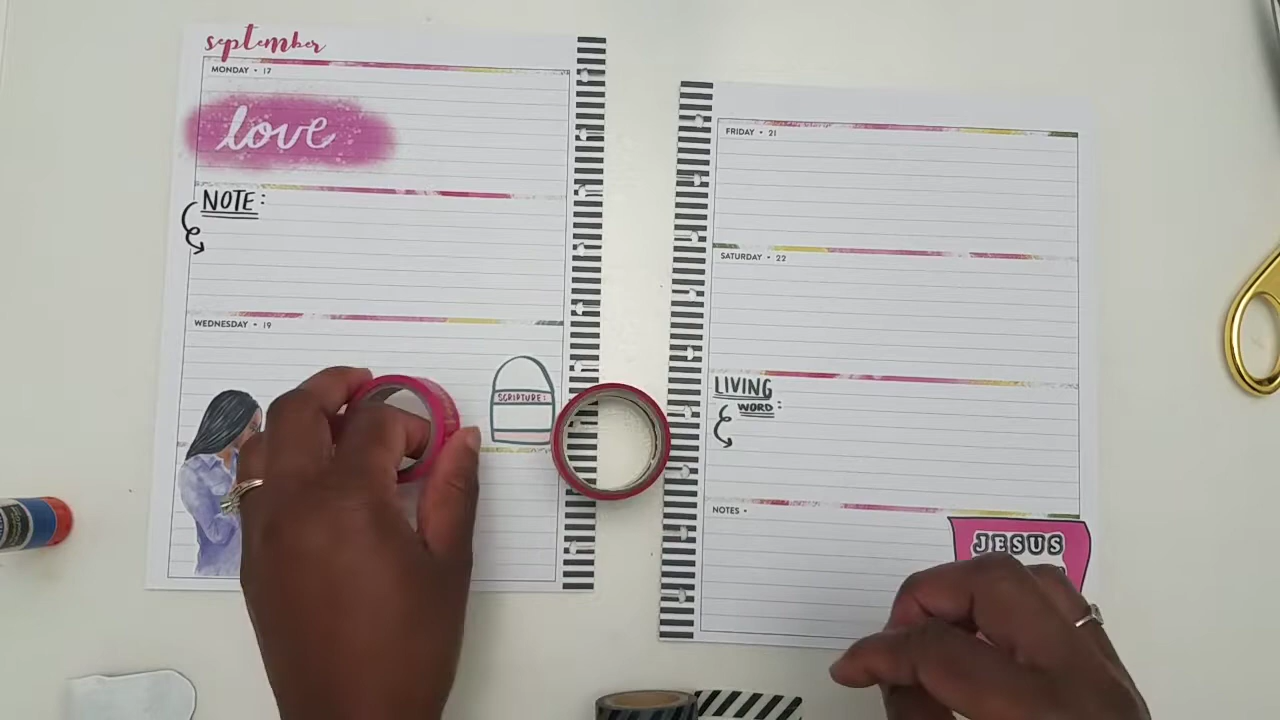 september
MONDAY • 17
love
NOTE:
WEDNESDAY • 19
SCRIPTURE:
FRIDAY • 21
SATURDAY • 22
LIVING
WORD:
NOTES •
JESUS